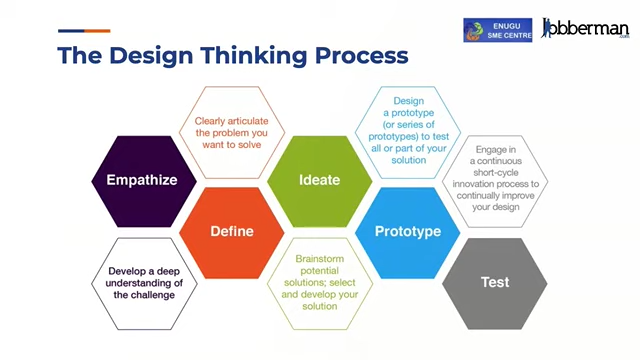 ENUGU
SME CENTRE
Jobberman
.com
The Design Thinking Process
Empathize
Develop a deep
understanding of
the challenge
Clearly articulate
the problem you
want to solve
Define
Ideate
Brainstorm
potential
solutions; select
and develop your
solution
Design
a prototype
(or series of
prototypes) to test
all or part of your
solution
Prototype
Engage in
a continuous
short-cycle
innovation process to
continually improve
your design
Test